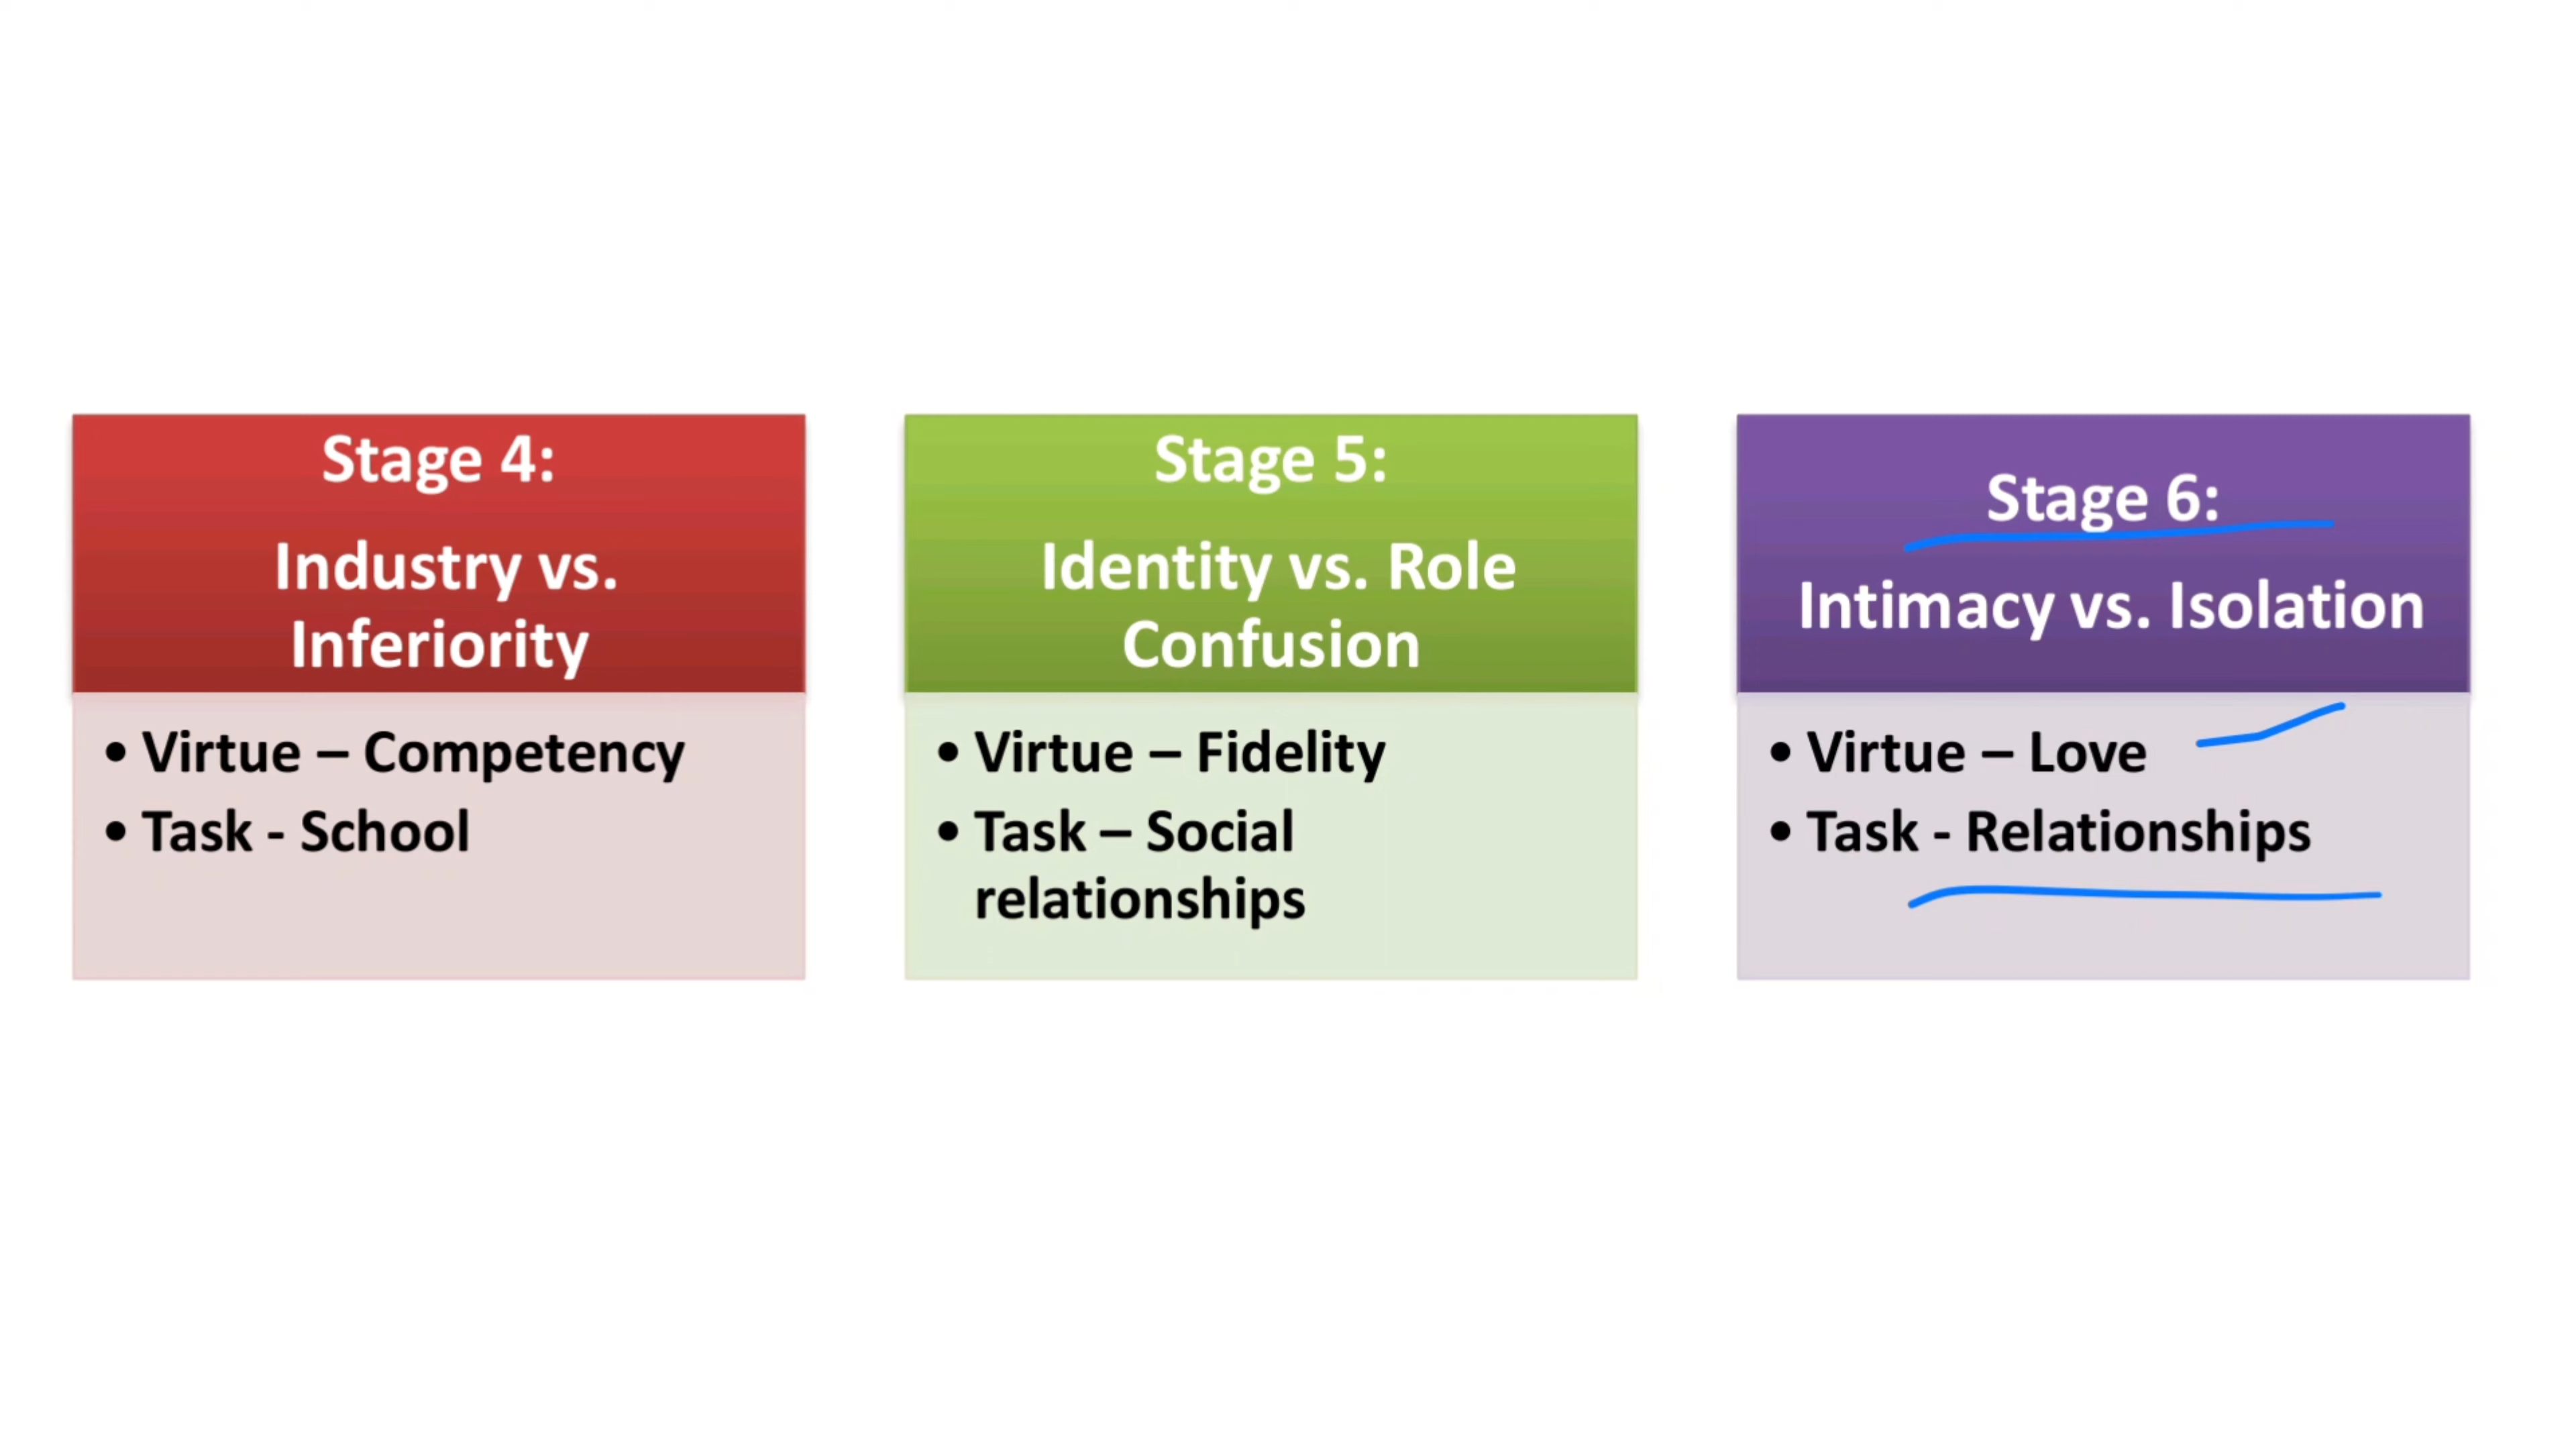 Stage 4:
Industry vs.
Inferiority
• Virtue – Competency
• Task - School
Stage 5:
Identity vs. Role
Confusion
• Virtue – Fidelity
• Task – Social
relationships
Stage 6:
Intimacy vs. Isolation
• Virtue – Love
• Task - Relationships